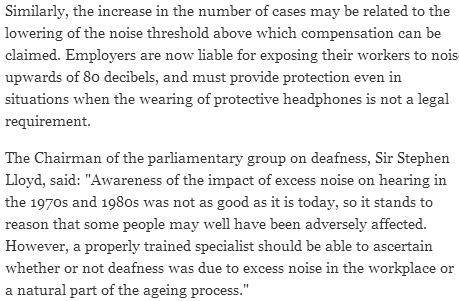 Similarly, the increase in the number of cases may be related to the
lowering of the noise threshold above which compensation can be
claimed. Employers are now liable for exposing their workers to nois
upwards of 80 decibels, and must provide protection even in
situations when the wearing of protective headphones is not a legal
requirement.
The Chairman of the parliamentary group on deafness, Sir Stephen
Lloyd, said: "Awareness of the impact of excess noise on hearing in
the 1970s and 1980s was not as good as it is today, so it stands to
reason that some people may well have been adversely affected.
However, a properly trained specialist should be able to ascertain
whether or not deafness was due to excess noise in the workplace or
a natural part of the ageing process."